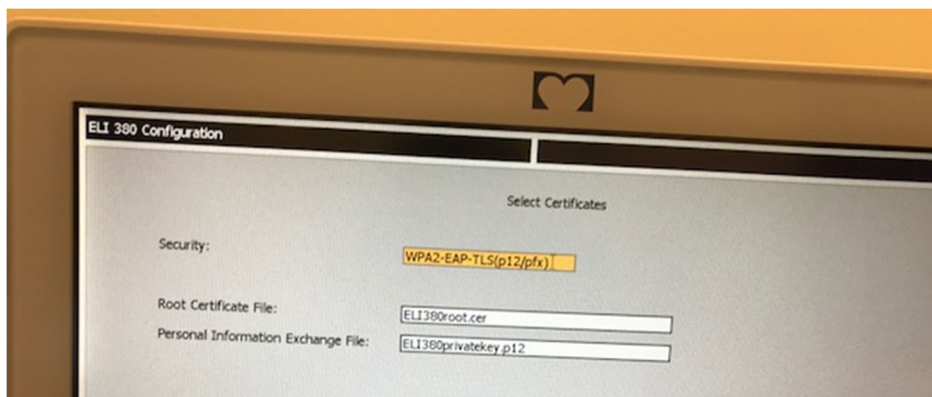 ELI 380 Configuration
Select Certificates
Security:
WPA2-EAP-TLS(p12/pfx)
Root Certificate File:
ELI380root.cer
Personal Information Exchange File:
ELI380privatekey.p12